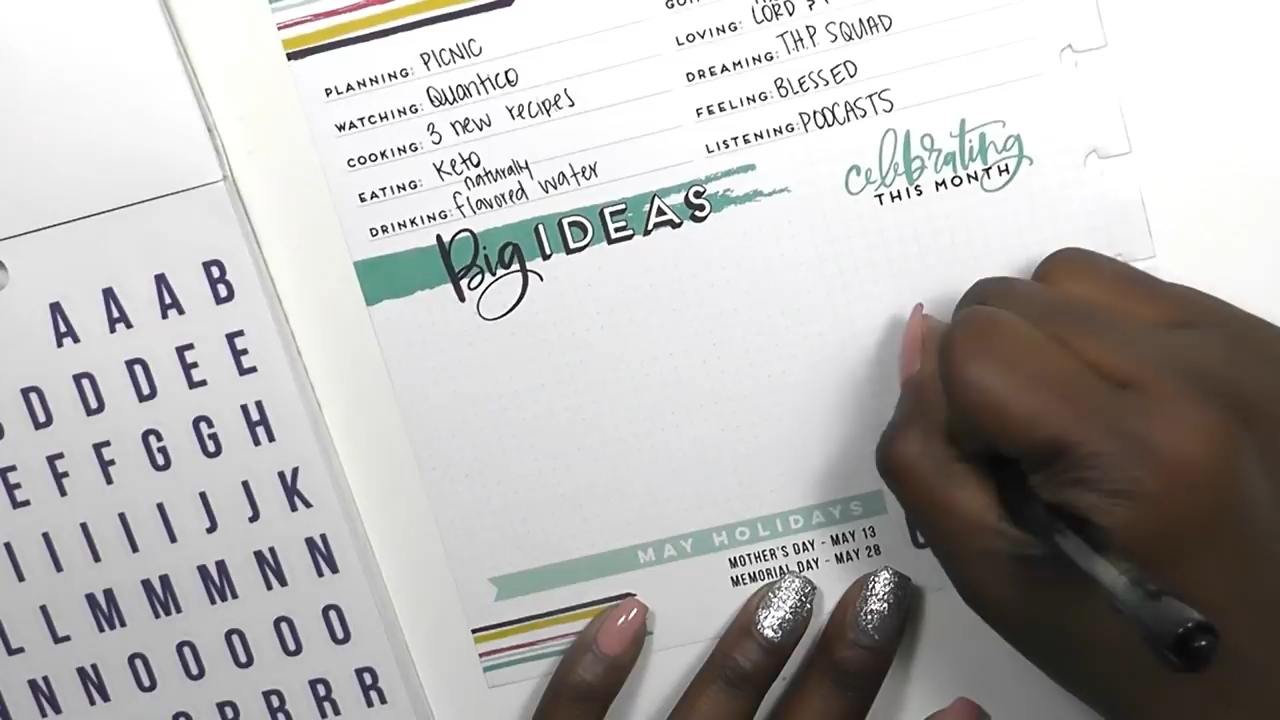 PLANNING: PICNIC
WATCHING: Quantico
COOKING: 3 new recipes
EATING: Keto
DRINKING: naturally flavored water
LOVING: LORD
DREAMING: T.H.P. SQUAD
FEELING: BLESSED
LISTENING: PODCASTS
Big IDEAS
celebrating
THIS MONTH
MAY HOLIDAYS
MOTHER'S DAY - MAY 13
MEMORIAL DAY - MAY 28
A A A B
D D D E E
E F F G G H
I I I I I J J K
L L M M M N N
N N O O O O O
R R R